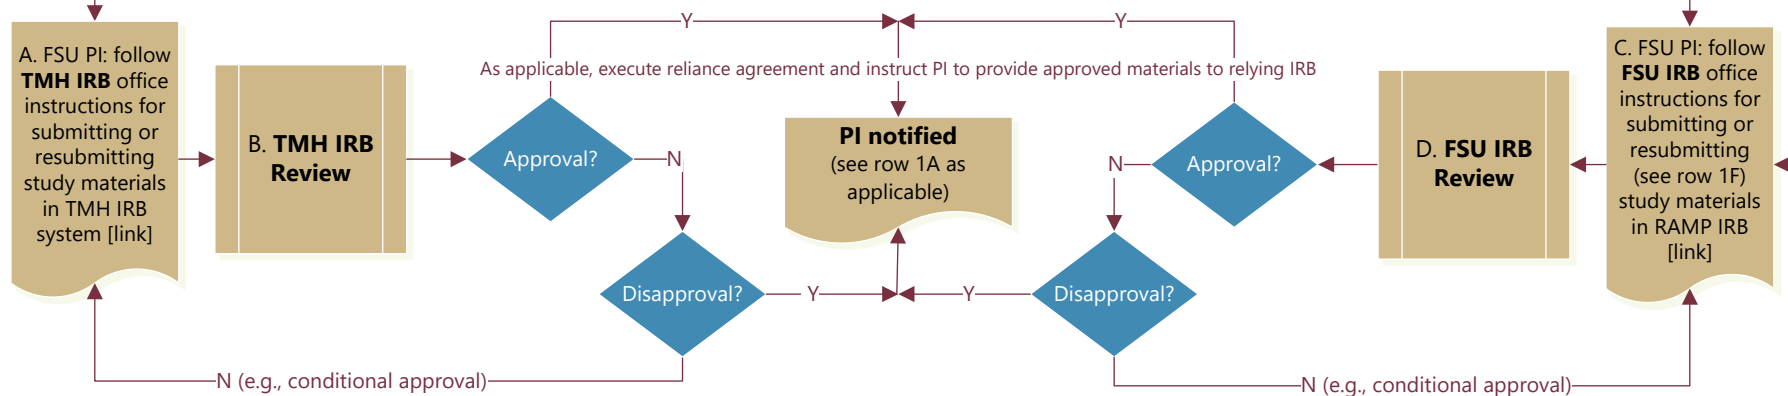 Y
Y
As applicable, execute reliance agreement and instruct PI to provide approved materials to relying IRB
A. FSU PI: follow
TMH IRB office
instructions for
submitting or
resubmitting
study materials
in TMH IRB
system [link]
B. TMH IRB
Review
Approval?
N
PI notified
(see row 1A as
applicable)
N
Approval?
D. FSU IRB
Review
C. FSU PI: follow
FSU IRB office
instructions for
submitting or
resubmitting
(see row 1F)
study materials
in RAMP IRB
[link]
Disapproval?
Y
Y
Disapproval?
N (e.g., conditional approval)
N (e.g., conditional approval)